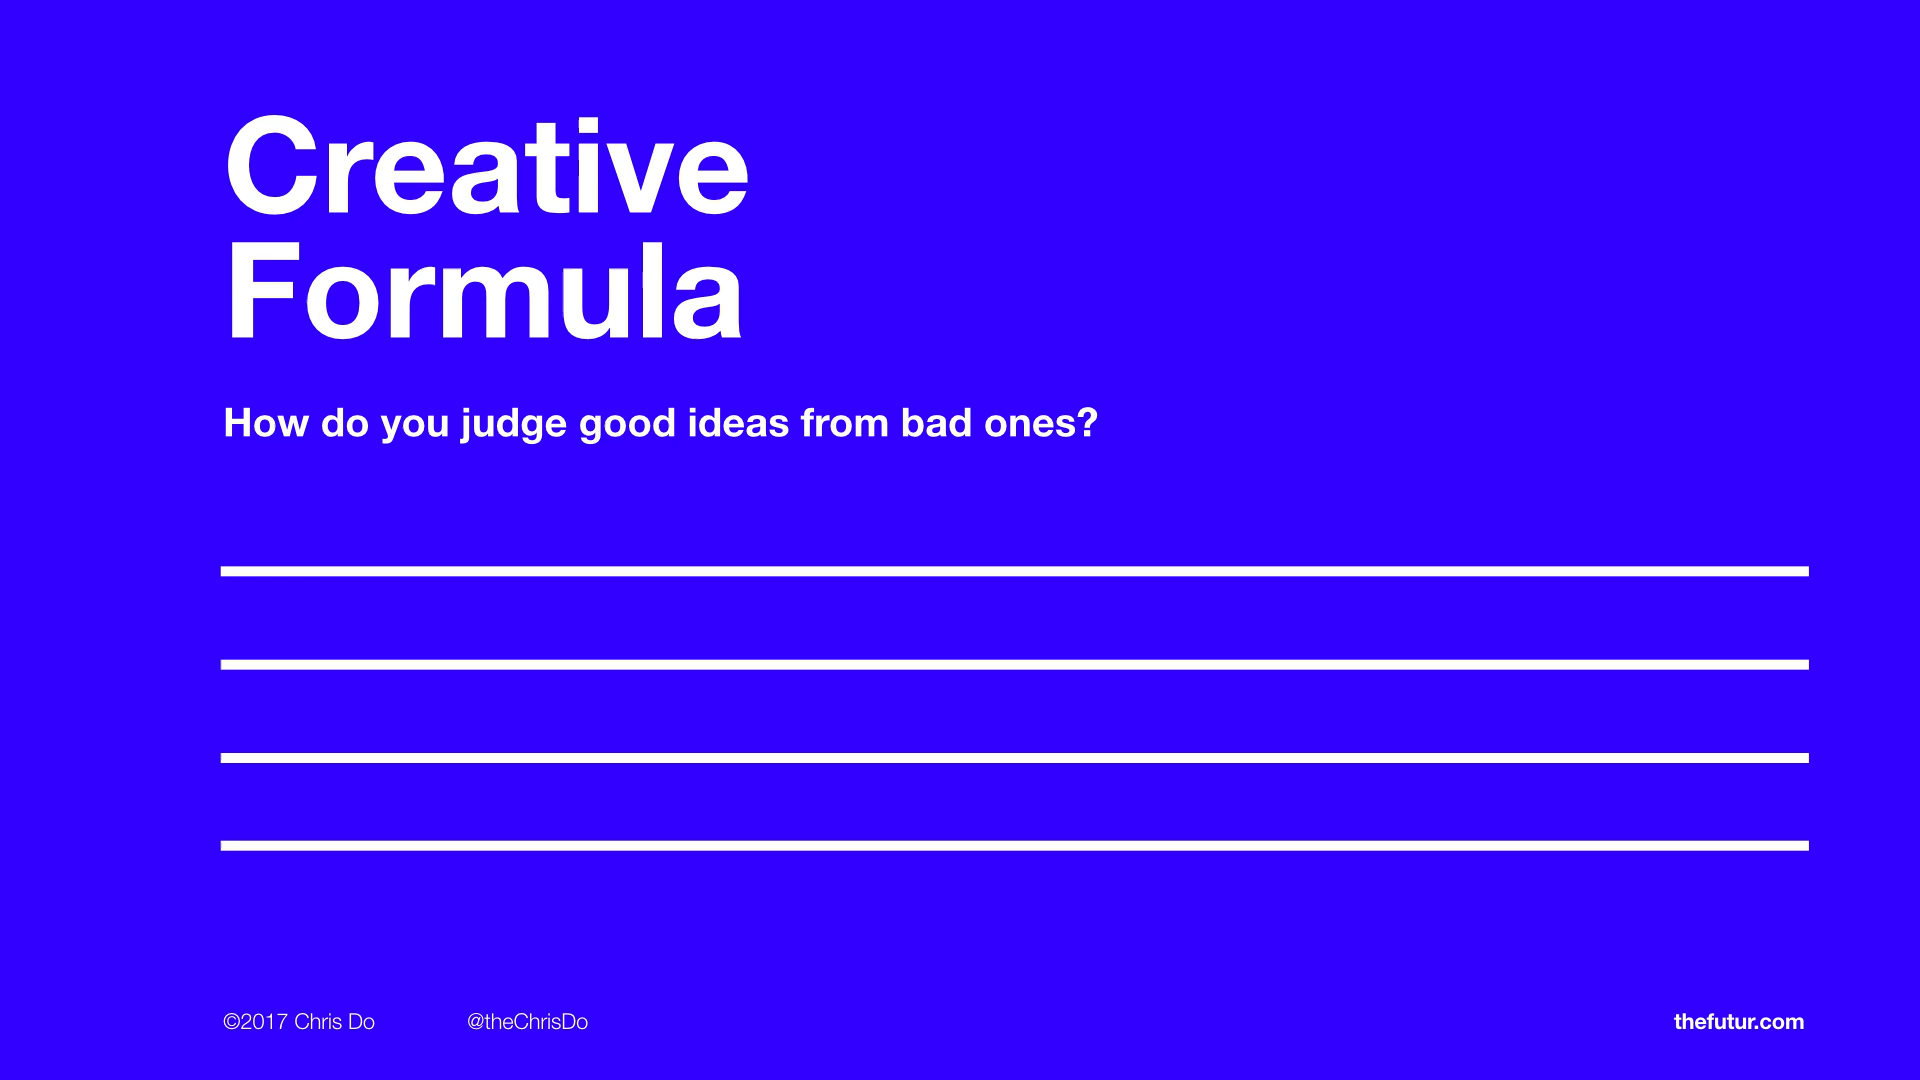 Creative
Formula
How do you judge good ideas from bad ones?
©2017 Chris Do
@theChrisDo
thefutur.com